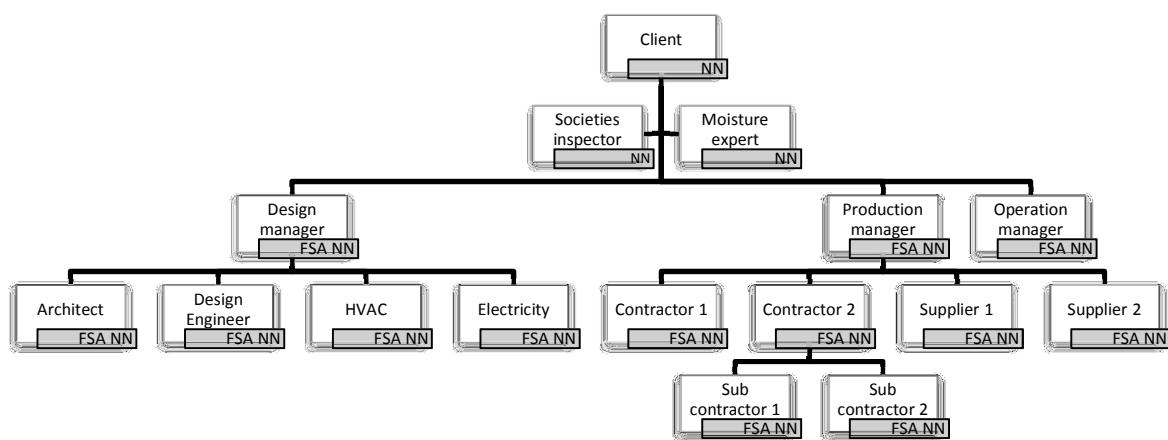 Client
NN
Societies
inspector
NN
Moisture
expert
NN
Design
manager
FSA NN
Production
manager
FSA NN
Operation
manager
FSA NN
Architect
FSA NN
Design
Engineer
FSA NN
HVAC
FSA NN
Electricity
FSA NN
Contractor 1
FSA NN
Contractor 2
FSA NN
Supplier 1
FSA NN
Supplier 2
FSA NN
Sub
contractor 1
FSA NN
Sub
contractor 2
FSA NN